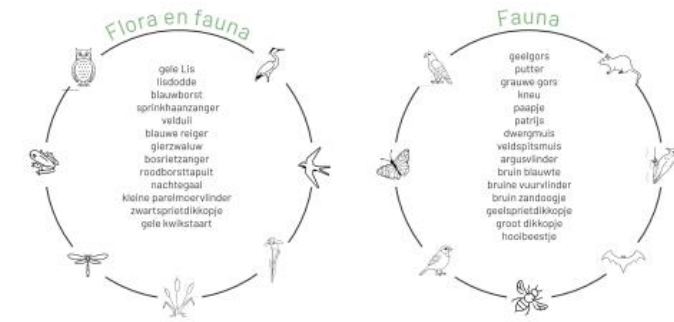 Flora en fauna
gele Lis
lisdodde
blauwborst
sprinkhaanzanger
velduil
blauwe reiger
gierzwaluw
bosrietzanger
roodborsttapuit
nachtegaal
kleine parelmoervlinder
zwartsprietdikkopje
gele kwikstaart
Fauna
geelgors
putter
grauwe gors
kneu
paapje
patrijs
dwergmuis
veldspitsmuis
argusvlinder
bruin blauwte
bruine vuurvlinder
bruin zandoogje
geelsprietdikkopje
groot dikkopje
hooibeestje